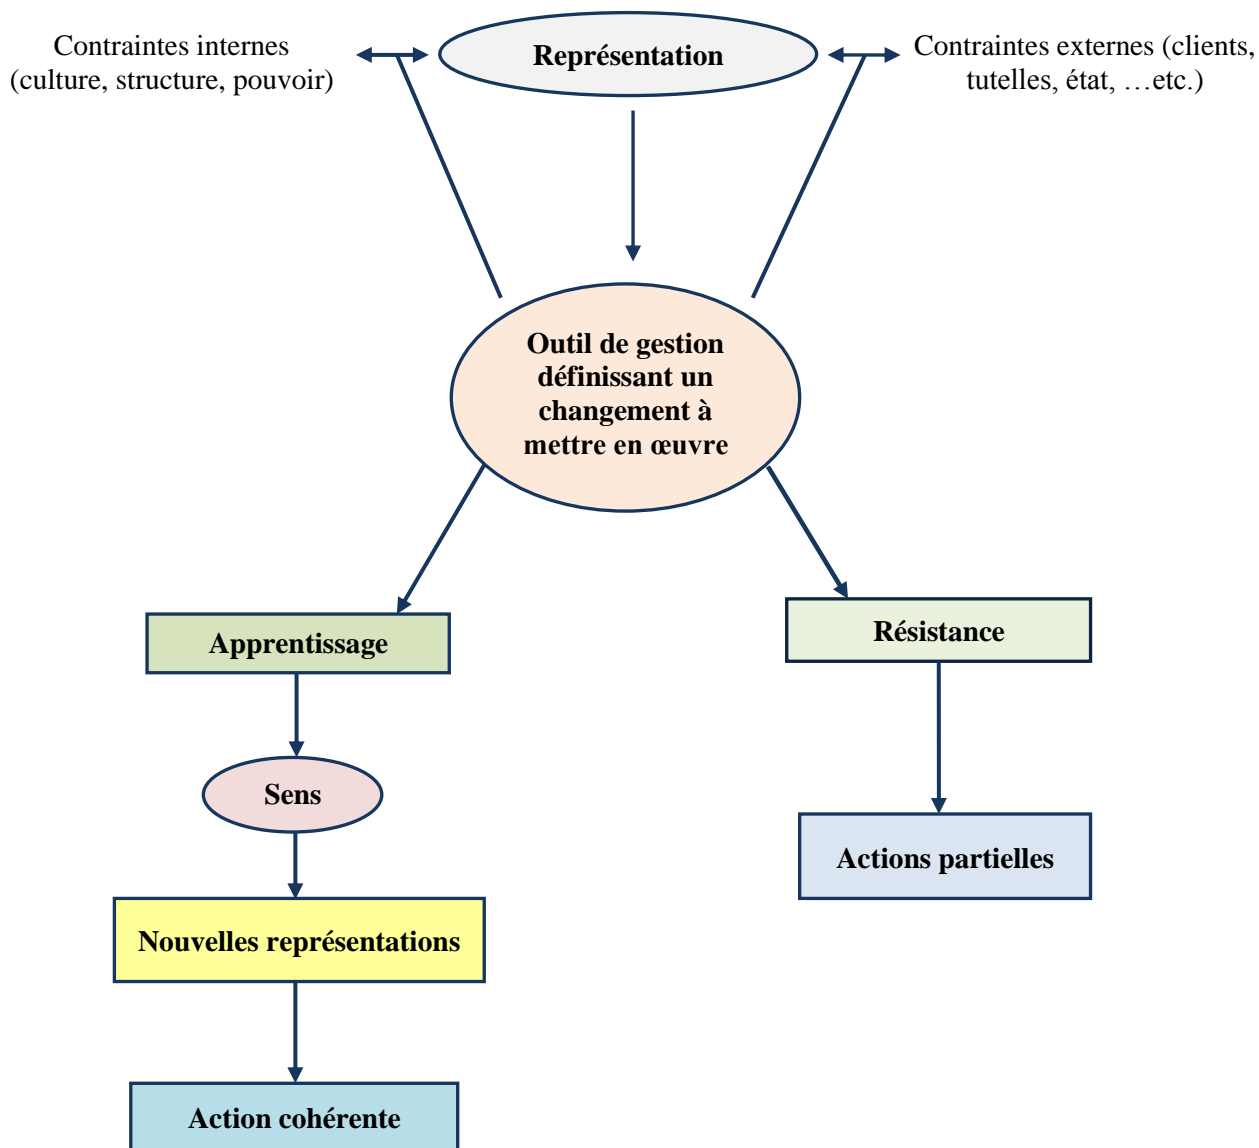 Contraintes internes
(culture, structure, pouvoir)
Représentation
Contraintes externes (clients,
tutelles, état, …etc.)
Outil de gestion
définissant un
changement à
mettre en œuvre
Apprentissage
Résistance
Sens
Actions partielles
Nouvelles représentations
Action cohérente